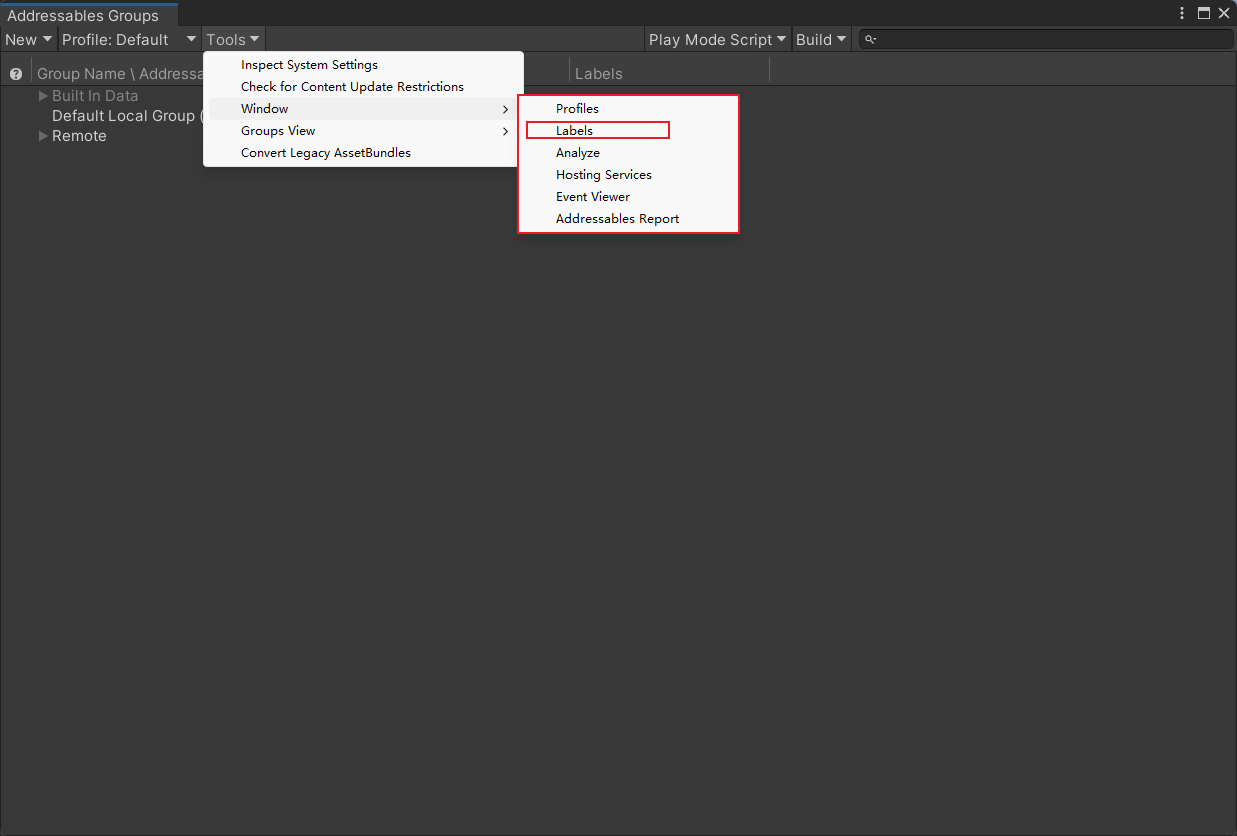 Addressables Groups
New Profile: Default Tools Play Mode Script Build
Group Name \ Addressa Labels
Built In Data
Default Local Group (
Remote
Inspect System Settings
Check for Content Update Restrictions
Window
Groups View
Convert Legacy AssetBundles
Profiles
Labels
Analyze
Hosting Services
Event Viewer
Addressables Report